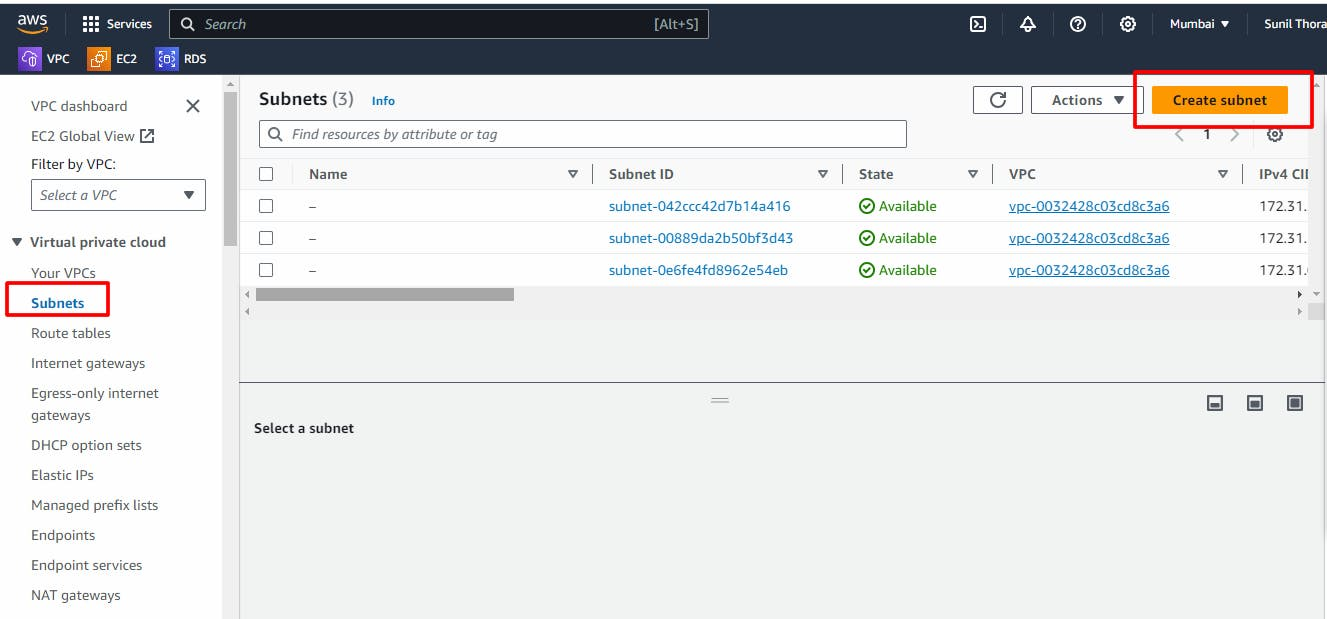 aws Services Search [Alt+S] Mumbai Sunil Thora
VPC EC2 RDS
VPC dashboard
EC2 Global View
Filter by VPC:
Select a VPC
Virtual private cloud
Your VPCs
Subnets
Route tables
Internet gateways
Egress-only internet
gateways
DHCP option sets
Elastic IPs
Managed prefix lists
Endpoints
Endpoint services
NAT gateways
Subnets (3) Info
Actions Create subnet
Find resources by attribute or tag
1
Name Subnet ID State VPC IPv4 CI
– subnet-042ccc42d7b14a416 Available vpc-0032428c03cd8c3a6 172.31.
– subnet-00889da2b50bf3d43 Available vpc-0032428c03cd8c3a6 172.31.
– subnet-0e6fe4fd8962e54eb Available vpc-0032428c03cd8c3a6 172.31.
Select a subnet